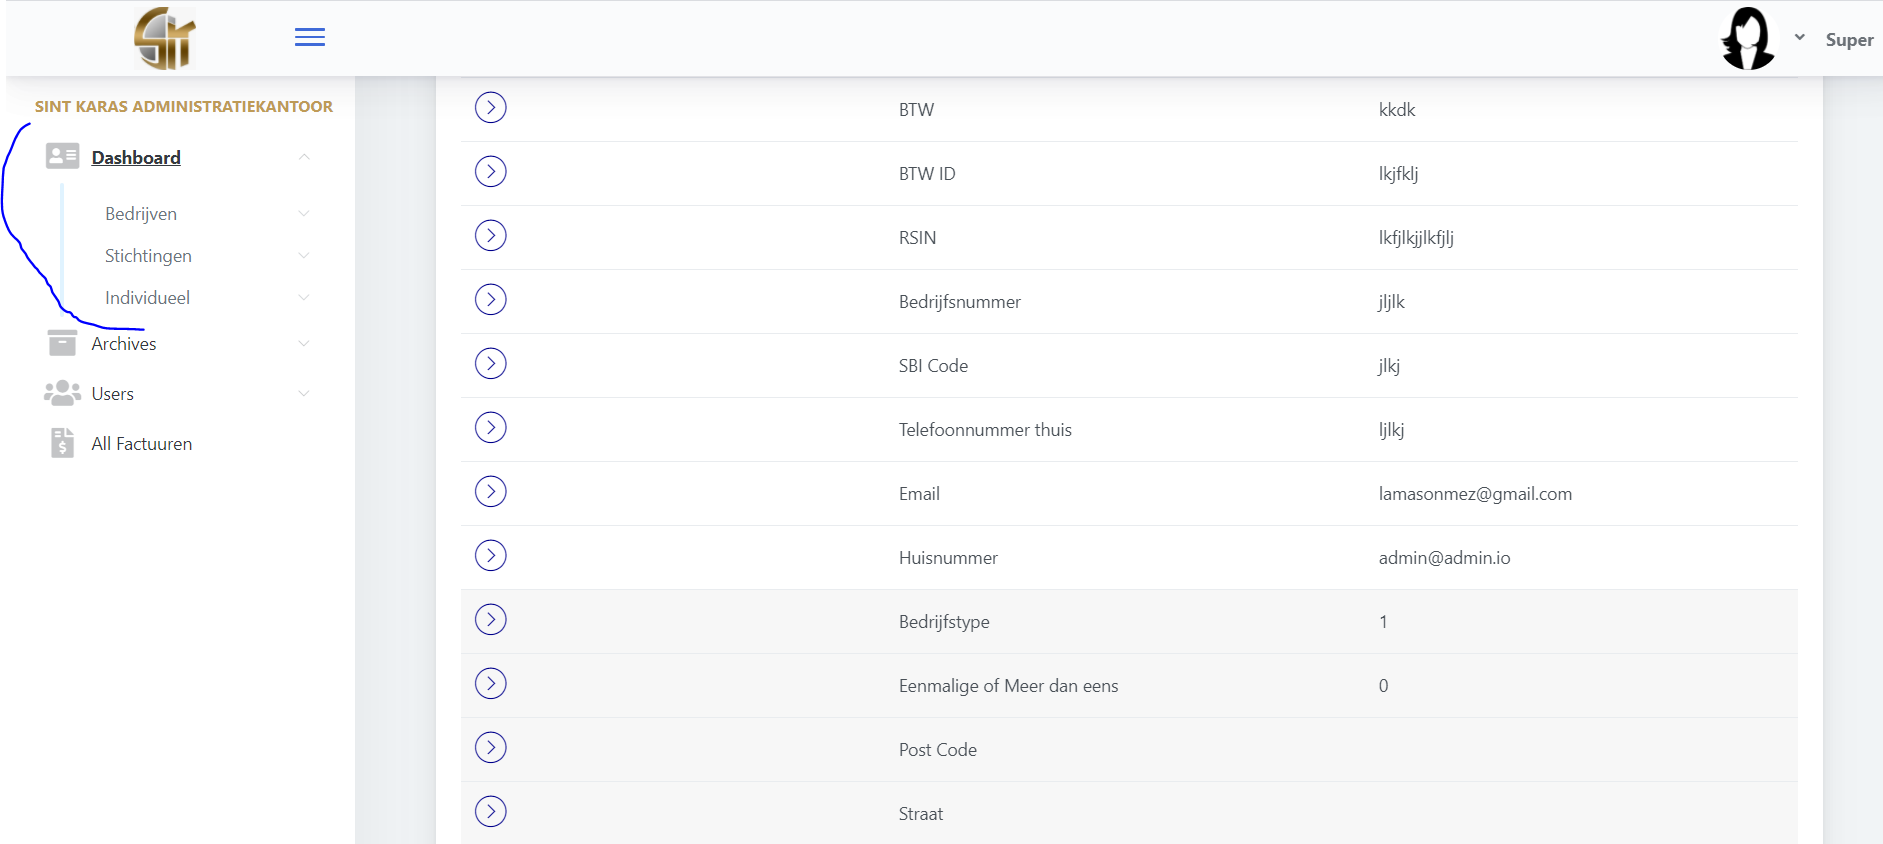 Super
SINT KARAS ADMINISTRATIEKANTOOR
Dashboard
Bedrijven
Stichtingen
Individueel
Archives
Users
All Factuuren
BTW kkdk
BTW ID lkjfklj
RSIN lkfjlkjjlkfjlj
Bedrijfsnummer jljlk
SBI Code jlkj
Telefoonnummer thuis ljlkj
Email lamasonmez@gmail.com
Huisnummer admin@admin.io
Bedrijfstype 1
Eenmalige of Meer dan eens 0
Post Code
Straat